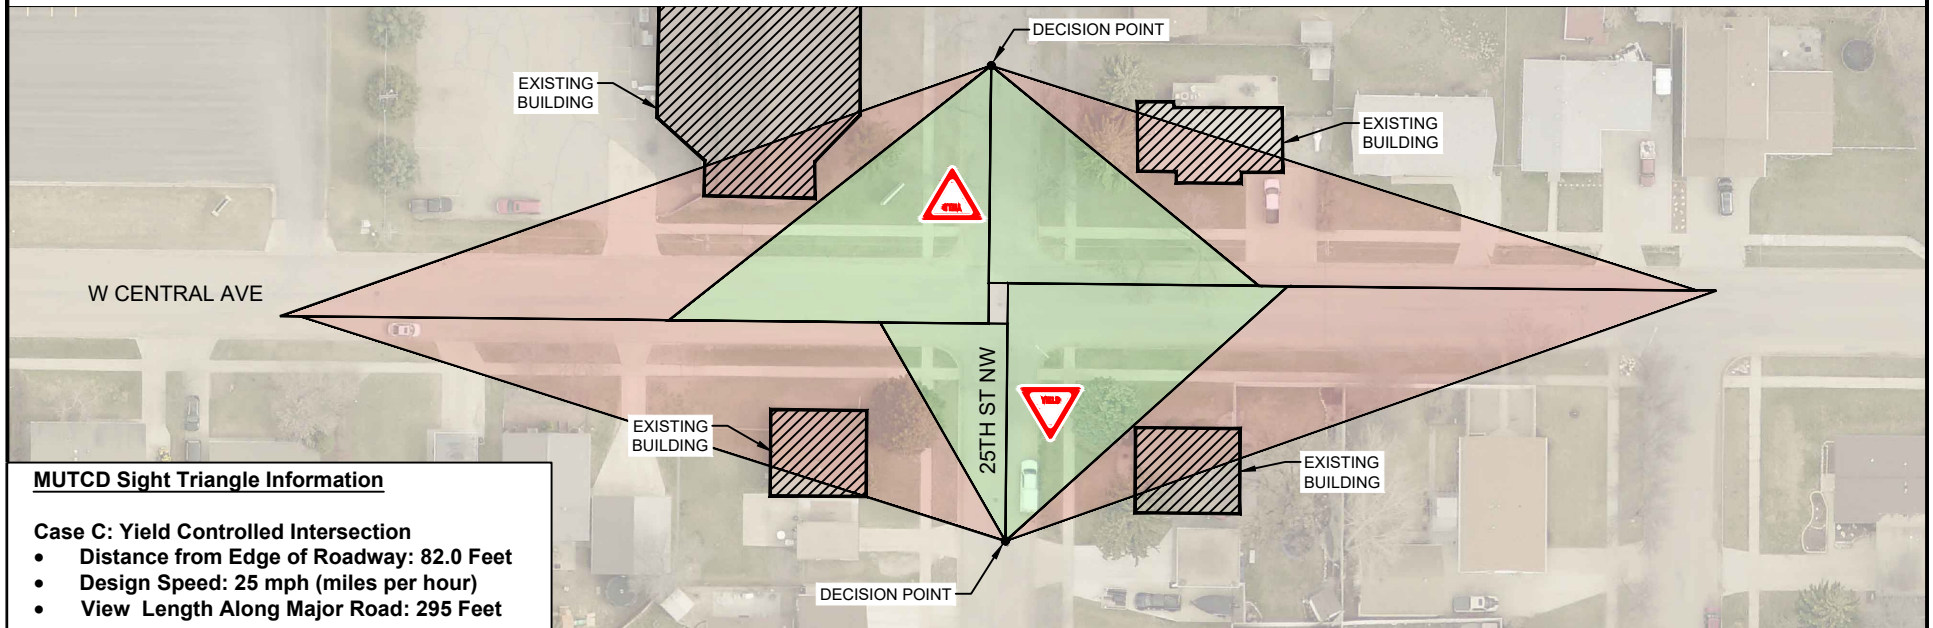 DECISION POINT
EXISTING
BUILDING
EXISTING
BUILDING
YIELD
W CENTRAL AVE
25TH ST NW
YIELD
EXISTING
BUILDING
EXISTING
BUILDING
DECISION POINT
MUTCD Sight Triangle Information
Case C: Yield Controlled Intersection
• Distance from Edge of Roadway: 82.0 Feet
• Design Speed: 25 mph (miles per hour)
• View Length Along Major Road: 295 Feet